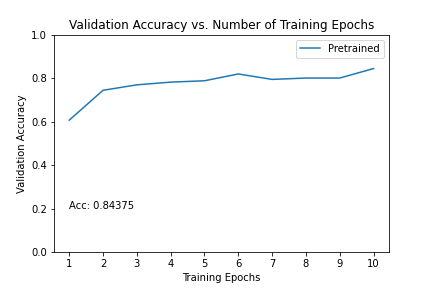 Validation Accuracy vs. Number of Training Epochs
Pretrained
1.0
0.8
0.6
0.4
0.2
0.0
Validation Accuracy
Acc: 0.84375
1 2 3 4 5 6 7 8 9 10
Training Epochs